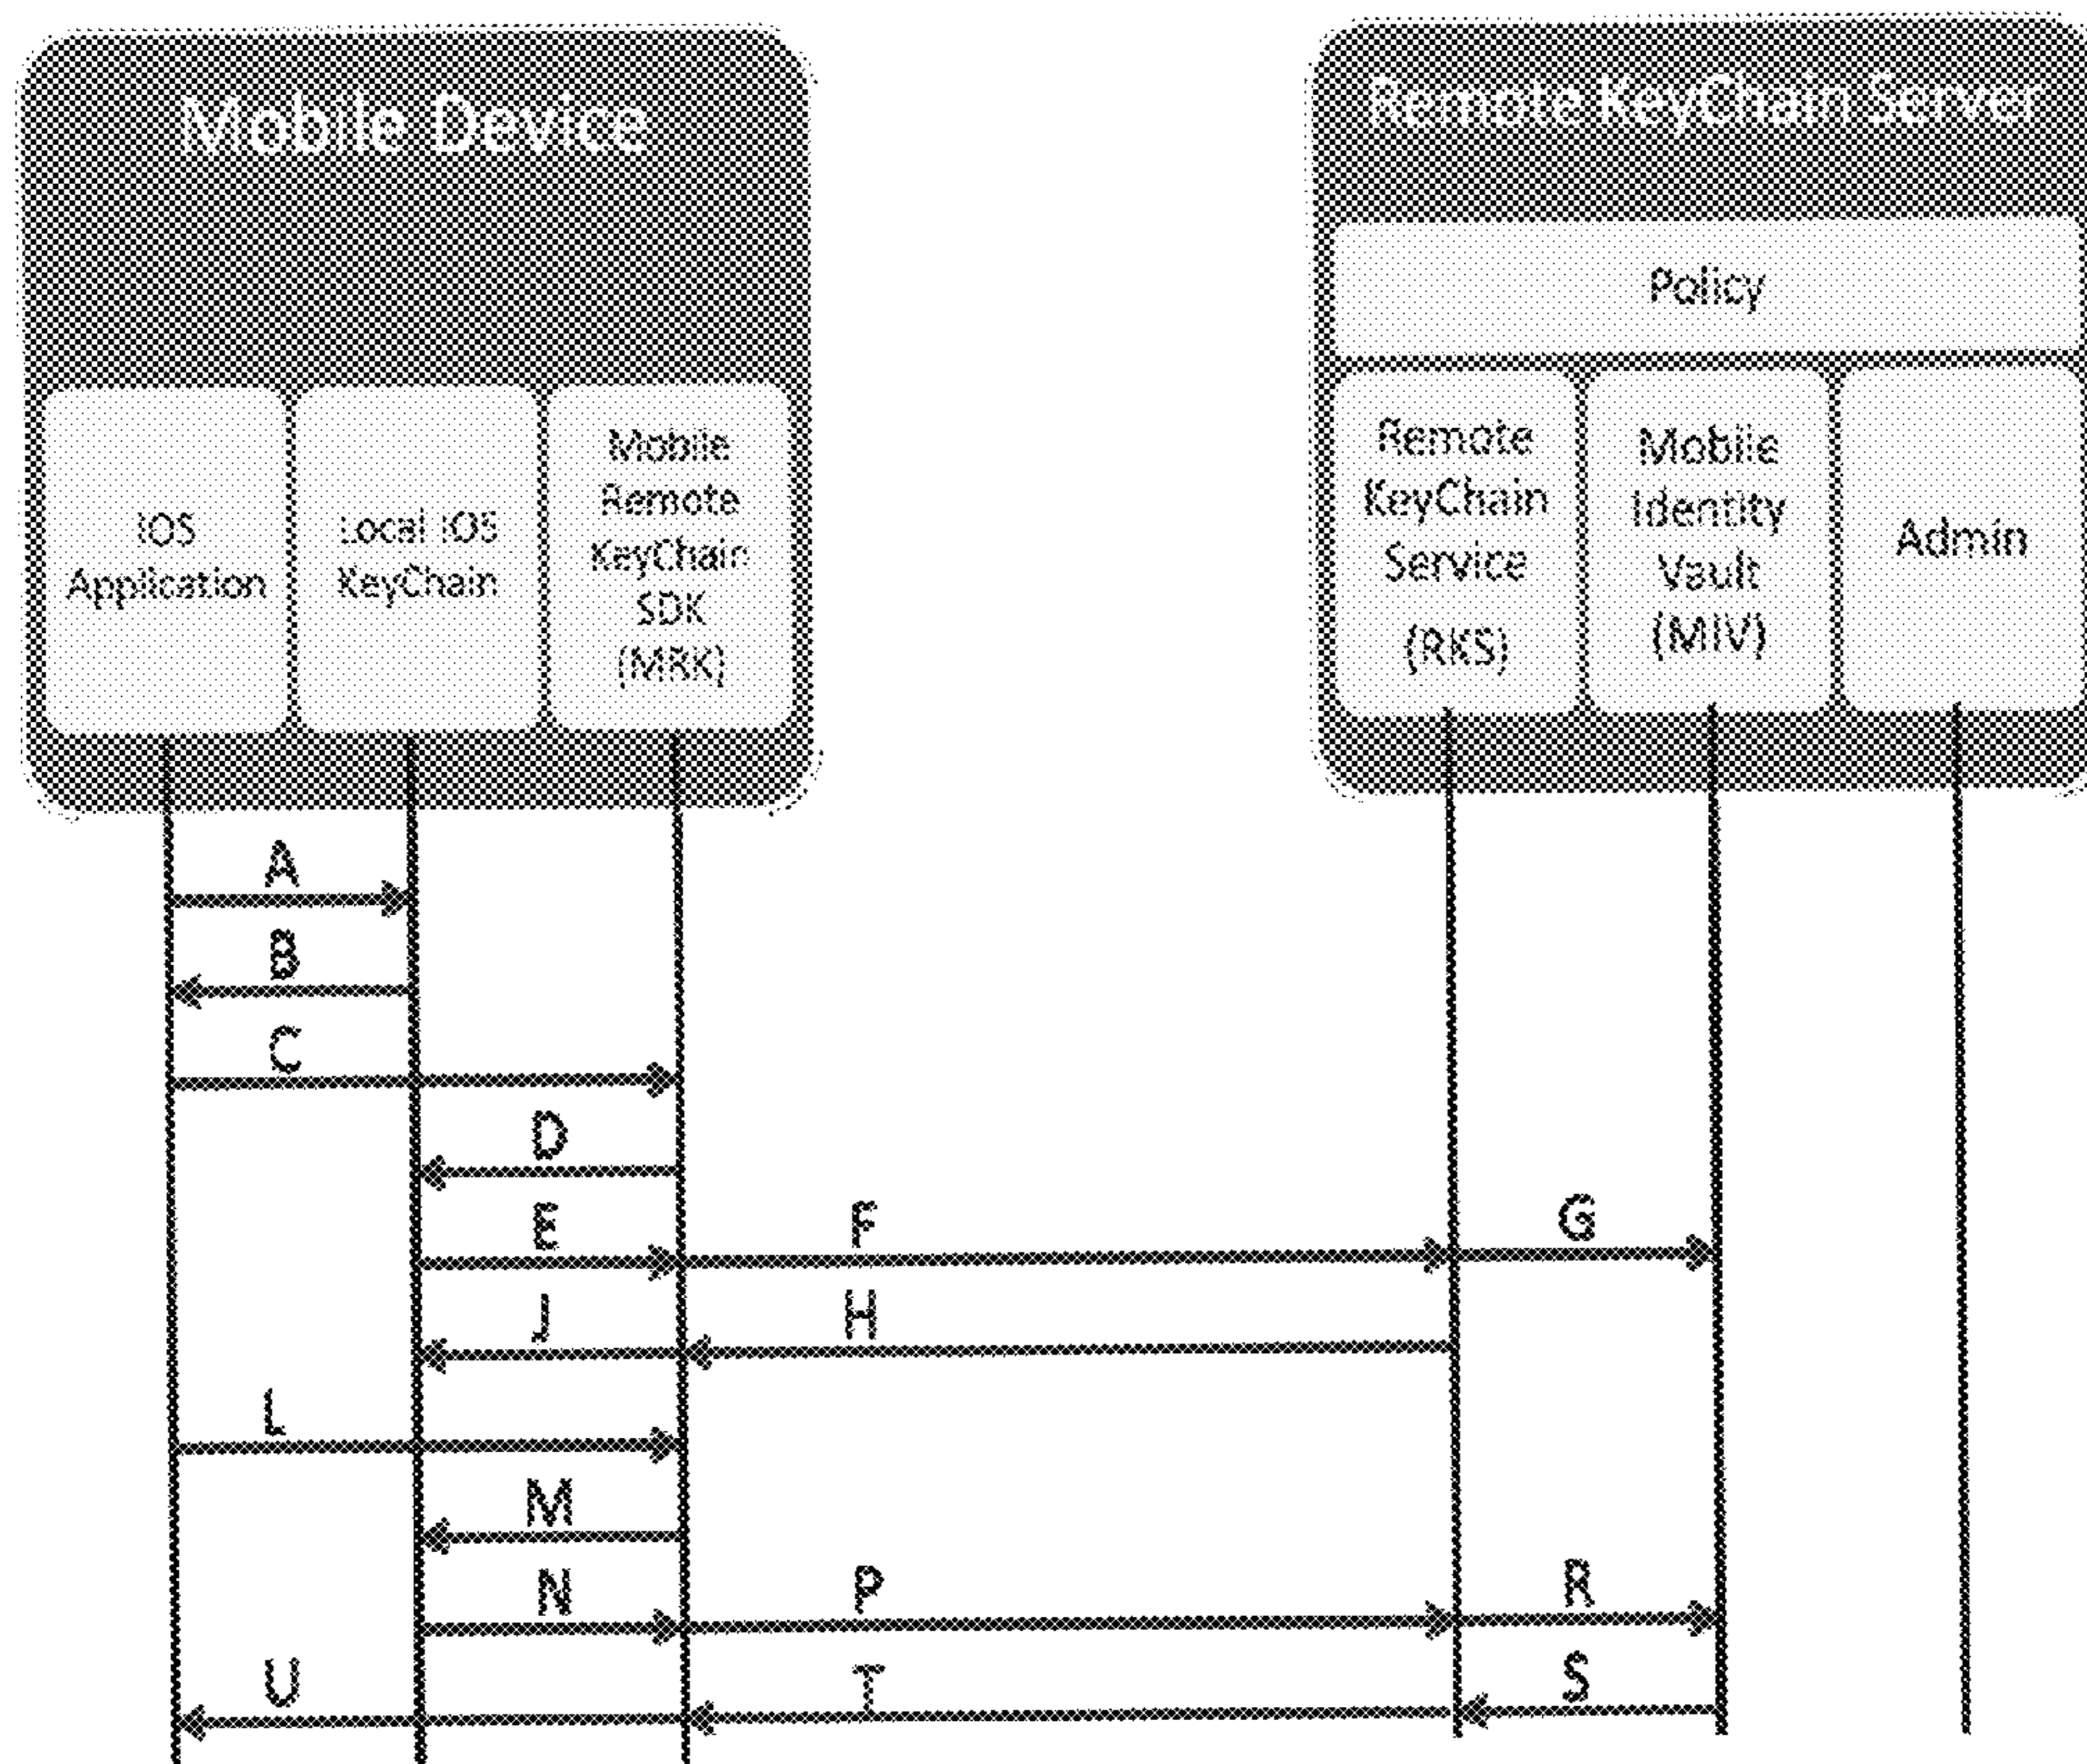 Mobile Device
Remote KeyChain Server
Policy
iOS
Application
Local iOS
KeyChain
Mobile
Remote
KeyChain
SDK
(MRK)
Remote
KeyChain
Service
(RKS)
Mobile
Identity
Vault
(MIV)
Admin
A
B
C
D
E
F
G
J
H
L
M
N
P
R
U
T
S